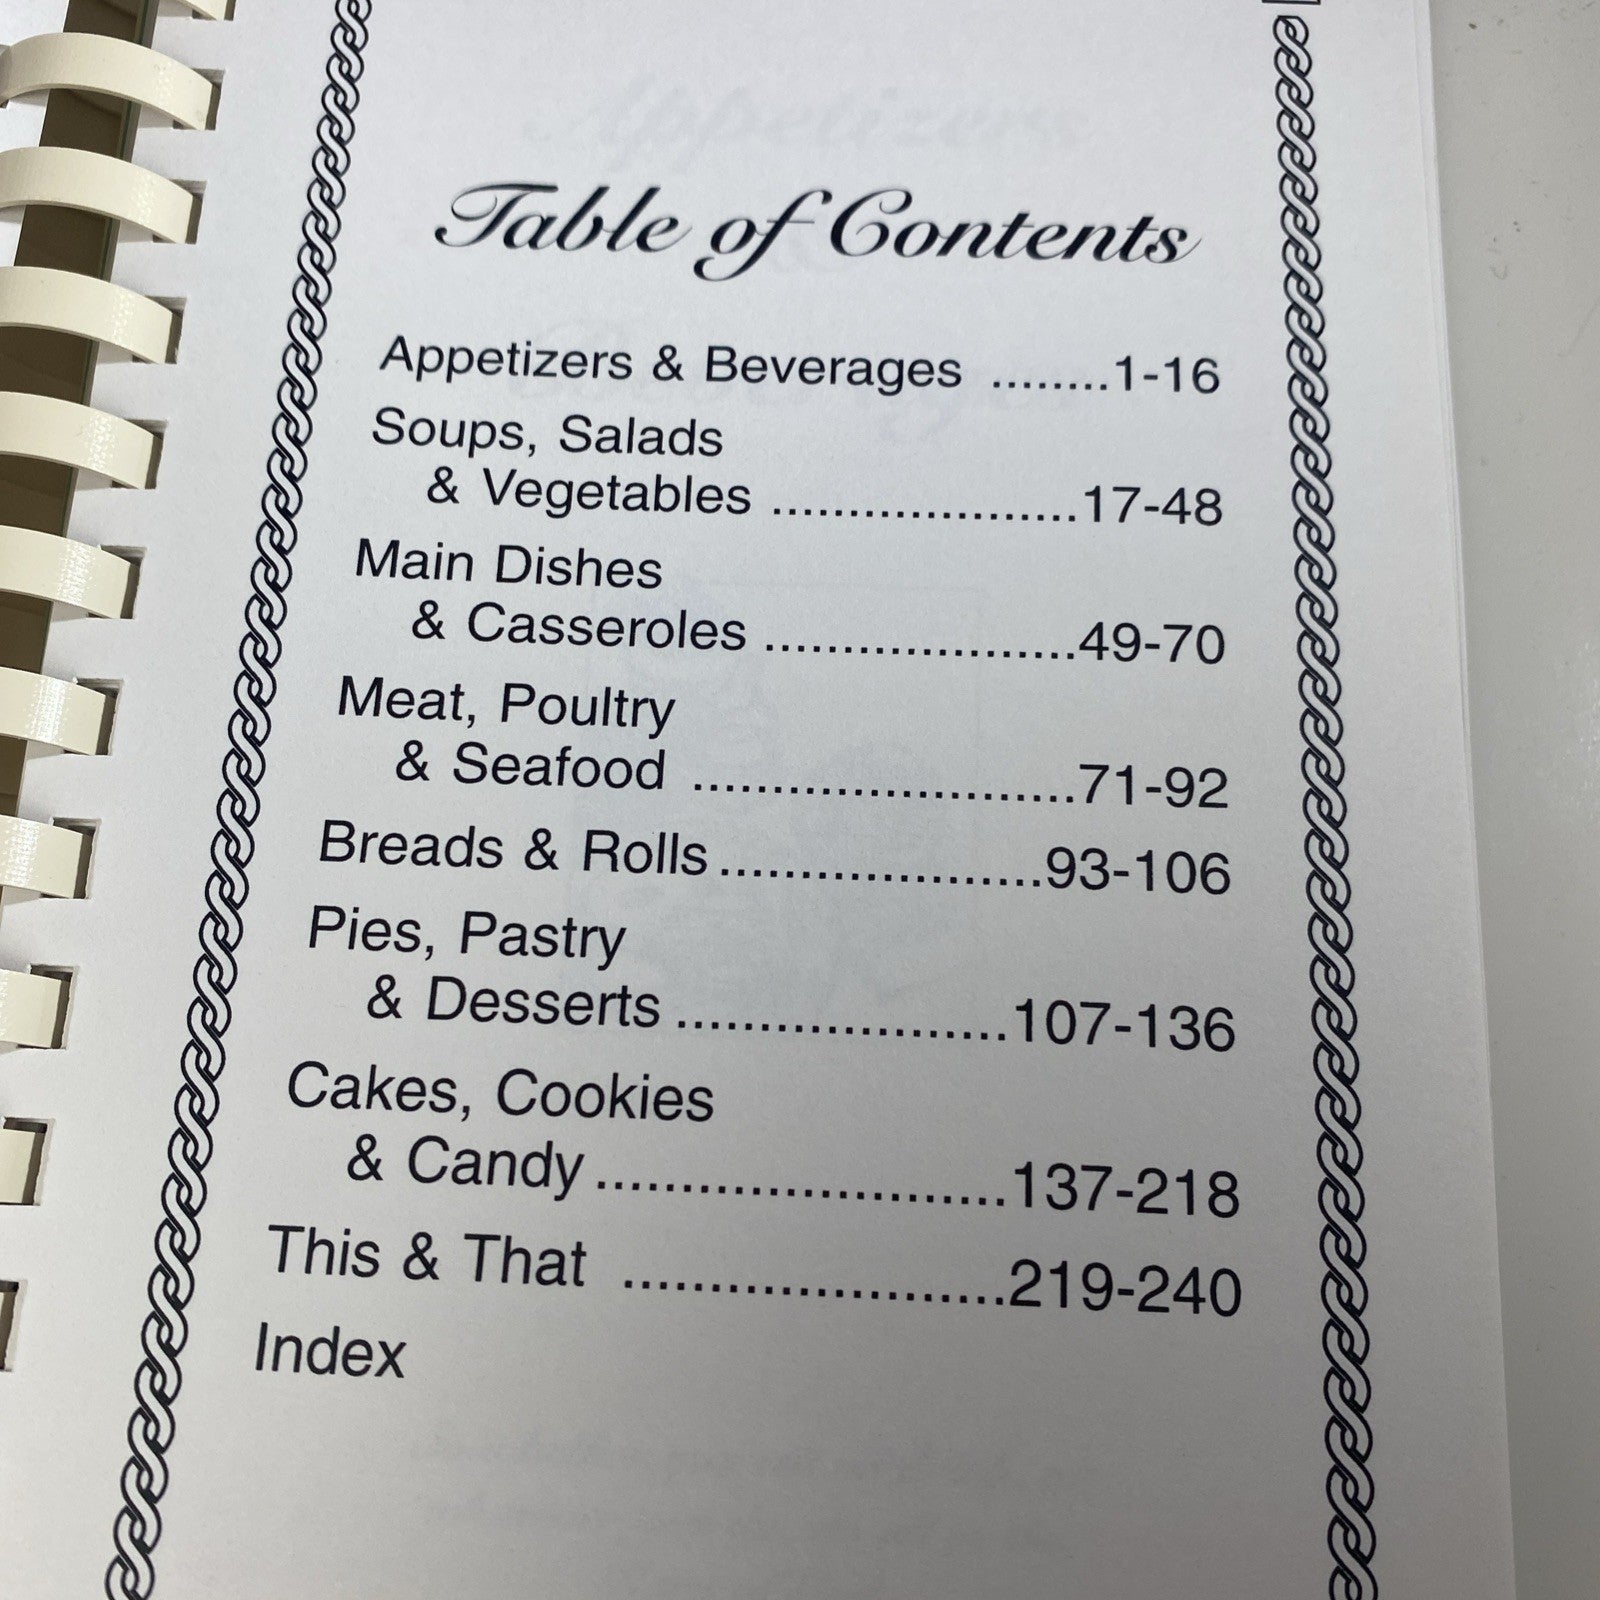 Table of Contents
Appetizers & Beverages ........1-16
Soups, Salads
& Vegetables ....................17-48
Main Dishes
& Casseroles ....................49-70
Meat, Poultry
& Seafood ........................71-92
Breads & Rolls....................93-106
Pies, Pastry
& Desserts ....................107-136
Cakes, Cookies
& Candy ........................137-218
This & That ......................219-240
Index